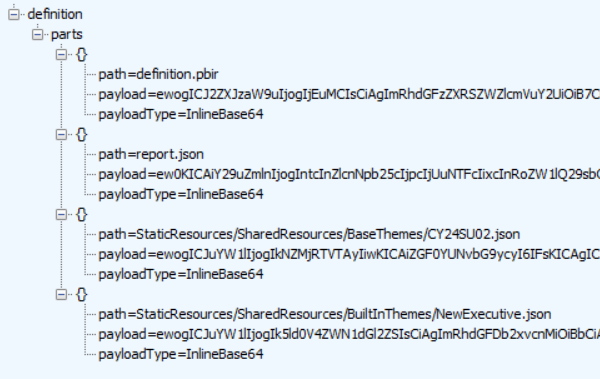 definition
parts
{}
path=definition.pbir
payload=ewogICJ2ZXJzaW9uIjogIjEuMCIsCiAgImRhdGFzZXRSZWZlcmVuY2UiOiB7C
payloadType=InlineBase64
{}
path=report.json
payload=ew0KICAiY29uZmlnIjogIntcInZlcnNpb25cIjpcIjUuNTFcIixcInRoZW1lQ29sbG
payloadType=InlineBase64
{}
path=StaticResources/SharedResources/BaseThemes/CY24SU02.json
payload=ewogICJuYW1lIjogIkNZMjRTVTAyIiwKICAiZGF0YUNvbG9ycyI6IFsKICAgIC
payloadType=InlineBase64
{}
path=StaticResources/SharedResources/BuiltInThemes/NewExecutive.json
payload=ewogICJuYW1lIjogIk5ld0V4ZWN1dGl2ZSIsCiAgImRhdGFDb2xvcnMiOiBbCiA
payloadType=InlineBase64